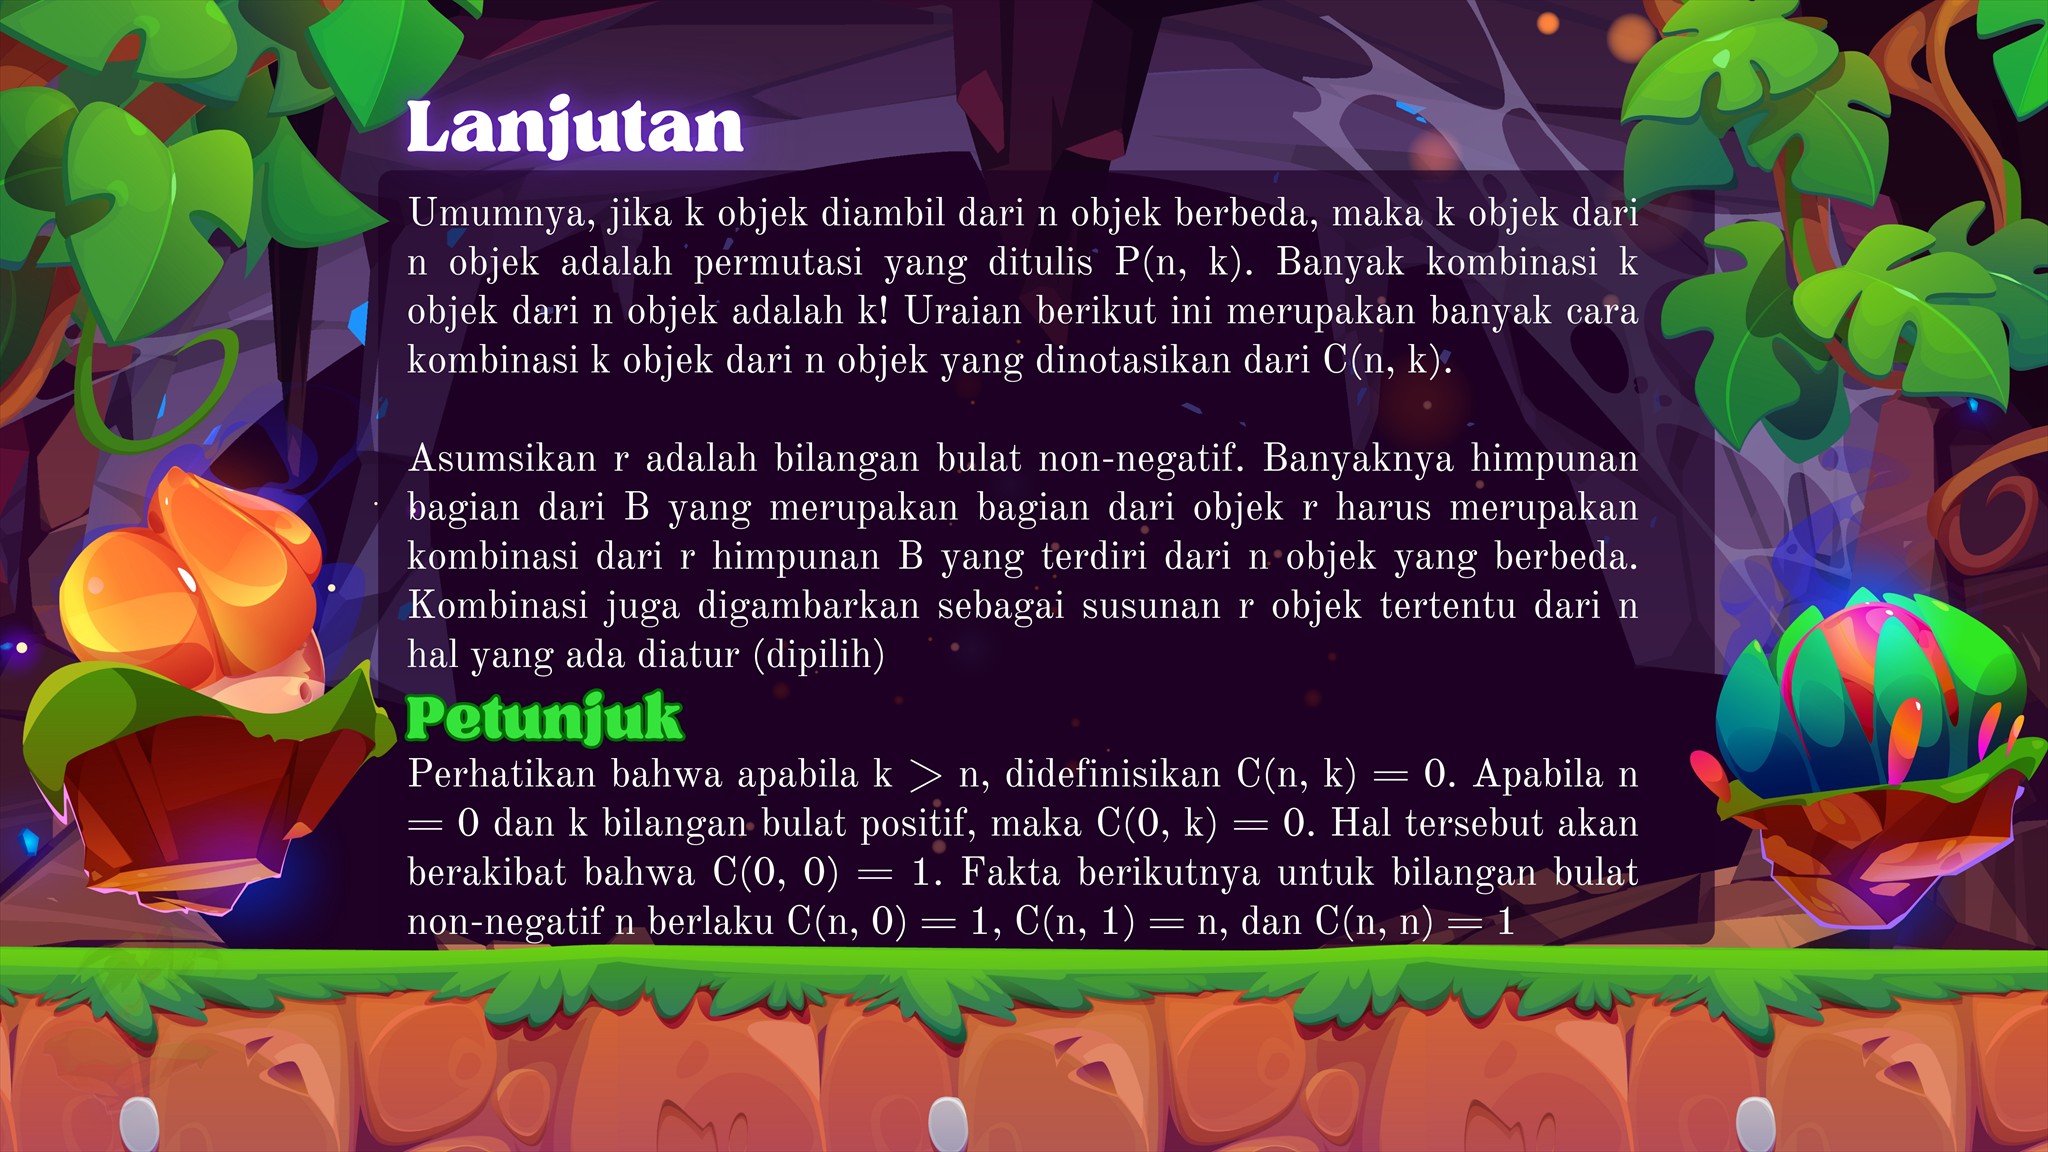 Lanjutan
Umumnya, jika k objek diambil dari n objek berbeda, maka k objek dari
n objek adalah permutasi yang ditulis P(n, k). Banyak kombinasi k
objek dari n objek adalah k! Uraian berikut ini merupakan banyak cara
kombinasi k objek dari n objek yang dinotasikan dari C(n, k).
Asumsikan r adalah bilangan bulat non-negatif. Banyaknya himpunan
bagian dari B yang merupakan bagian dari objek r harus merupakan
kombinasi dari r himpunan B yang terdiri dari n objek yang berbeda.
Kombinasi juga digambarkan sebagai susunan r objek tertentu dari n
hal yang ada diatur (dipilih)
Petunjuk
Perhatikan bahwa apabila k > n, didefinisikan C(n, k) = 0. Apabila n
= 0 dan k bilangan bulat positif, maka C(0, k) = 0. Hal tersebut akan
berakibat bahwa C(0, 0) = 1. Fakta berikutnya untuk bilangan bulat
non-negatif n berlaku C(n, 0) = 1, C(n, 1) = n, dan C(n, n) = 1